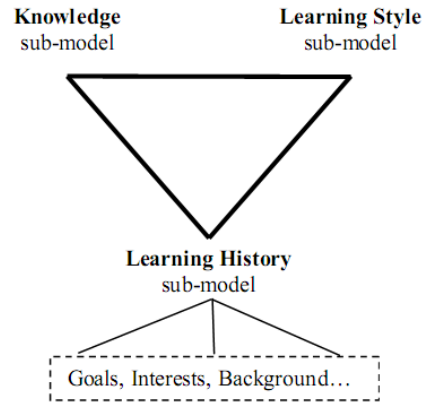 Knowledge
sub-model
Learning Style
sub-model
Learning History
sub-model
Goals, Interests, Background…